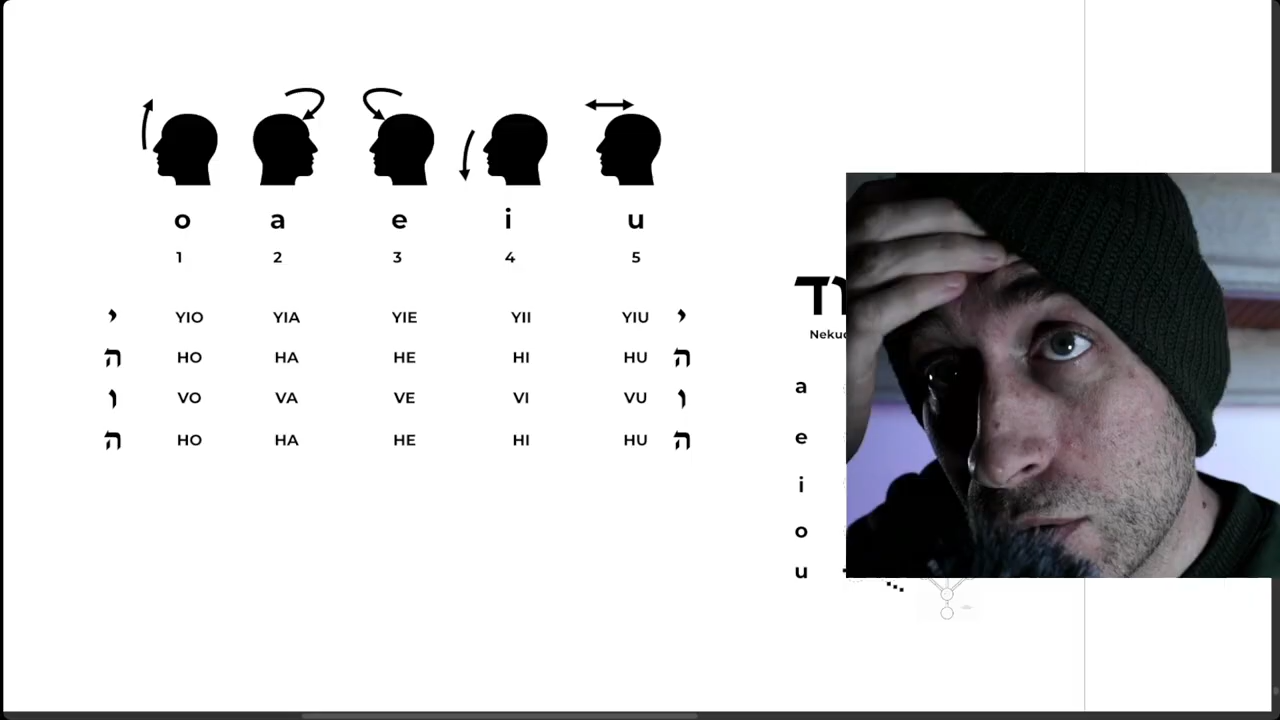 o a e i u
1 2 3 4 5
י YIO YIA YIE YII YIU י
ה HO HA HE HI HU ה
ו VO VA VE VI VU ו
ה HO HA HE HI HU ה
a
e
i
o
u